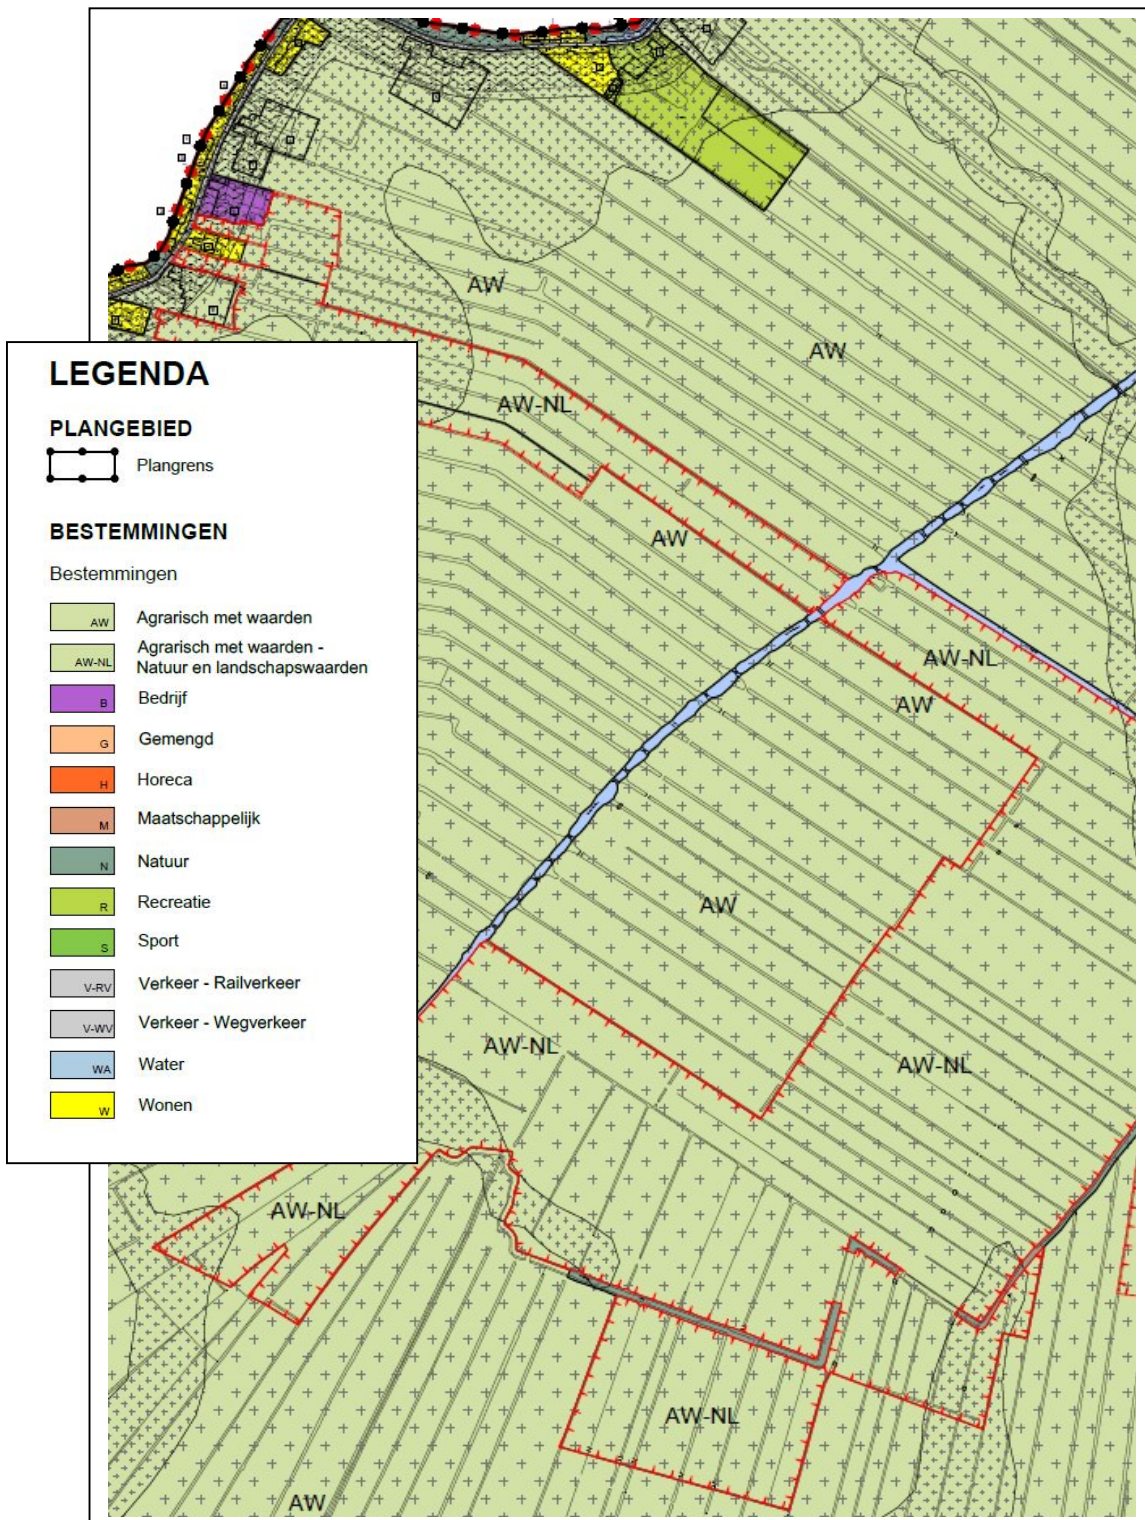 AW
AW
AW-NL
AW
AW-NL
AW
AW
AW-NL
AW-NL
AW-NL
AW-NL
AW
LEGENDA
PLANGEBIED
Plangrens
BESTEMMINGEN
Bestemmingen
AW Agrarisch met waarden
AW-NL Agrarisch met waarden -
Natuur en landschapswaarden
B Bedrijf
G Gemengd
H Horeca
M Maatschappelijk
N Natuur
R Recreatie
S Sport
V-RV Verkeer - Railverkeer
V-WV Verkeer - Wegverkeer
WA Water
W Wonen